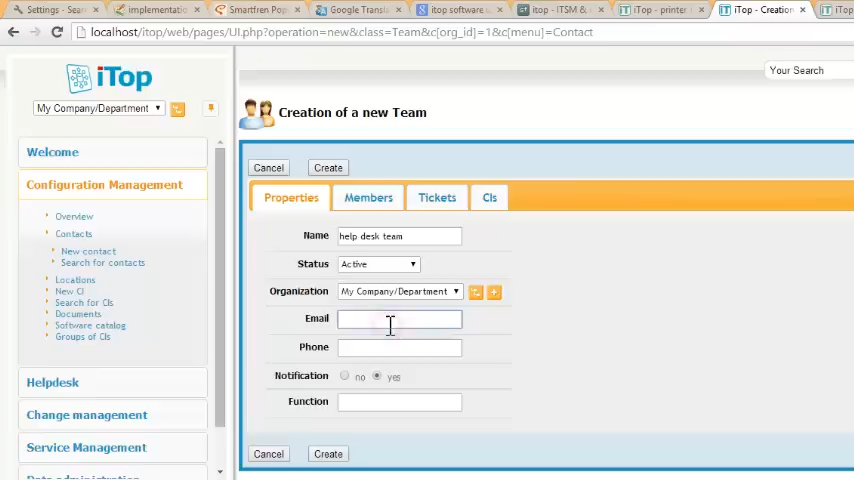 Settings - Sear
implementatio
Smartfren Pop
Google Transla
itop software
itop - ITSM &
iTop - printer
iTop - Creation
iTop
localhost/itop/web/pages/UI.php?operation=new&class=Team&c[org_id]=1&c[menu]=Contact
iTop
Your Search
My Company/Department
Creation of a new Team
Welcome
Cancel
Create
Configuration Management
Properties
Members
Tickets
CIs
Overview
Contacts
New contact
Search for contacts
Locations
New CI
Search for CIs
Documents
Software catalog
Groups of CIs
Name
help desk team
Status
Active
Organization
My Company/Department
Email
Phone
Notification
no
yes
Function
Helpdesk
Change management
Service Management
Data administration
Cancel
Create